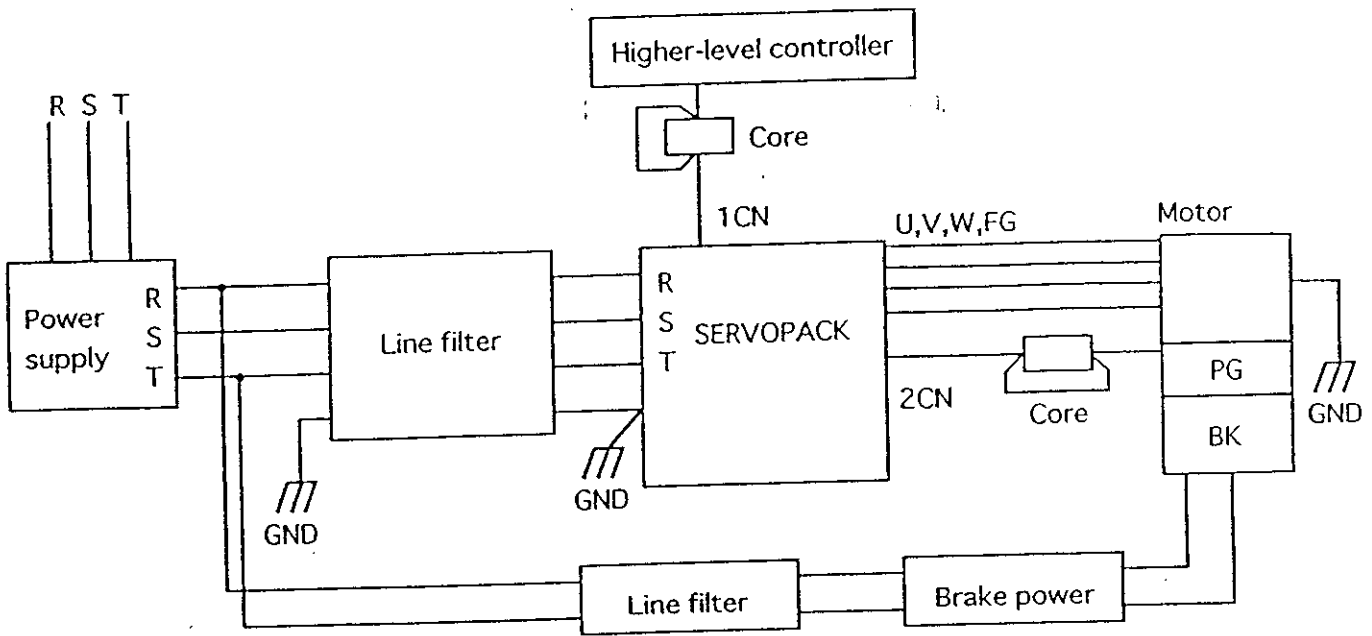 Higher-level controller
R S T
Core
1CN
U,V,W,FG
Motor
Power
supply
R
S
T
Line filter
R
S
T
SERVOPACK
2CN
Core
PG
BK
GND
GND
GND
Line filter
Brake power